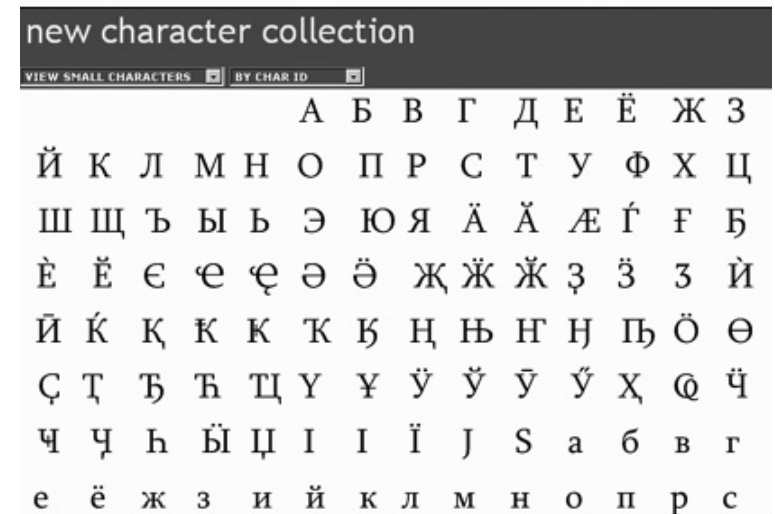 new character collection
VIEW SMALL CHARACTERS BY CHAR ID
А Б В Г Д Е Ё Ж З
Й К Л М Н О П Р С Т У Ф Х Ц
Ш Щ Ъ Ы Ь Э Ю Я Ӓ Ӑ Ӕ Ѓ Ғ Ҕ
Ѐ Ӗ Є Ҽ Ҿ Ә Ӛ Җ Ӝ Ӂ Ҙ Ӟ Ӡ Ѝ
Ӣ Ќ Қ Ҟ Ҝ Ҡ Ӄ Ң Њ Ҥ Ӈ Ҧ Ӧ Ө
Ҫ Ҭ Ђ Ћ Ҵ Ү Ұ Ӱ Ў Ӯ Ӳ Ҳ Ҩ Ӵ
Ҹ Ҷ Һ Ӹ Џ І Ӏ Ї Ј Ѕ а б в г
е ё ж з и й к л м н о п р с